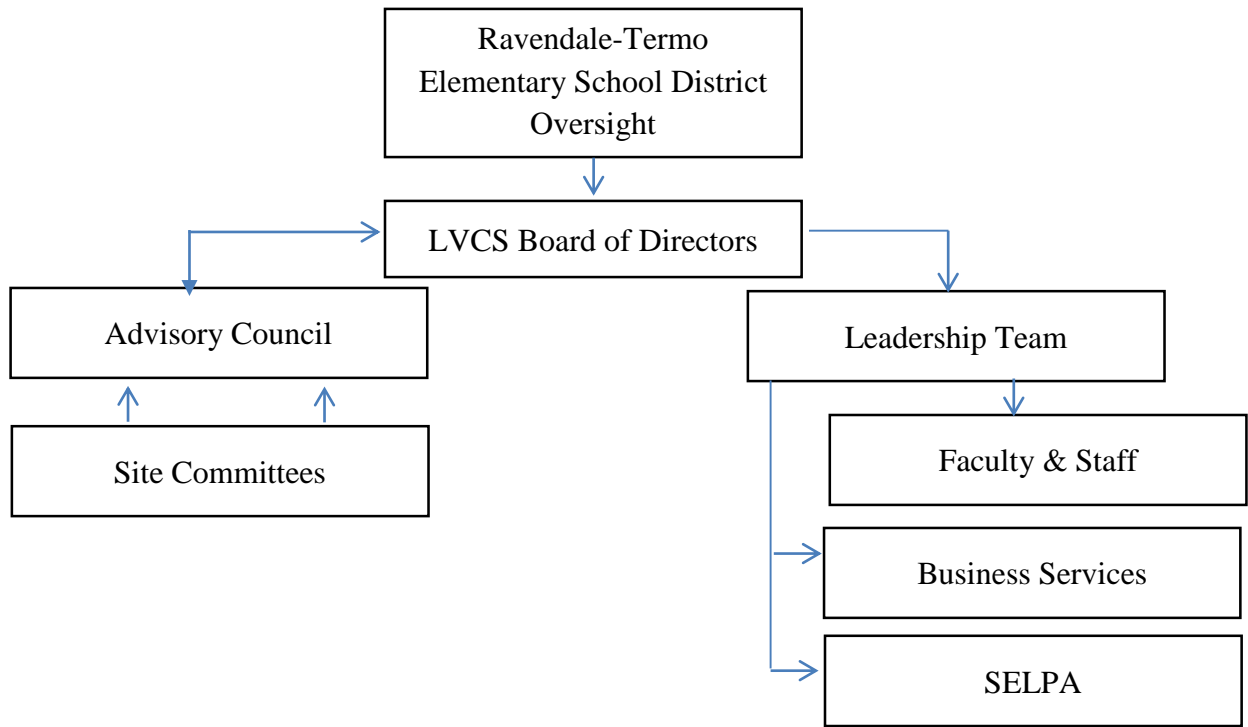 Ravendale-Termo
Elementary School District
Oversight
LVCS Board of Directors
Advisory Council
Leadership Team
Site Committees
Faculty & Staff
Business Services
SELPA